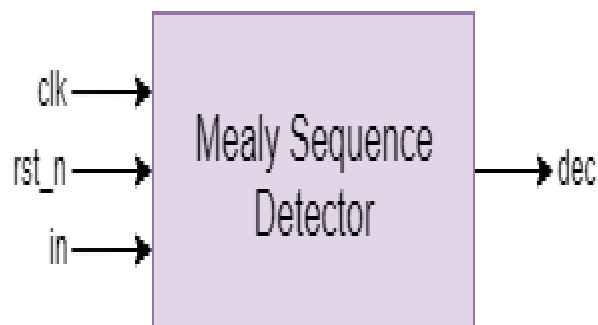 clk
rst_n
in
Mealy Sequence
Detector
dec